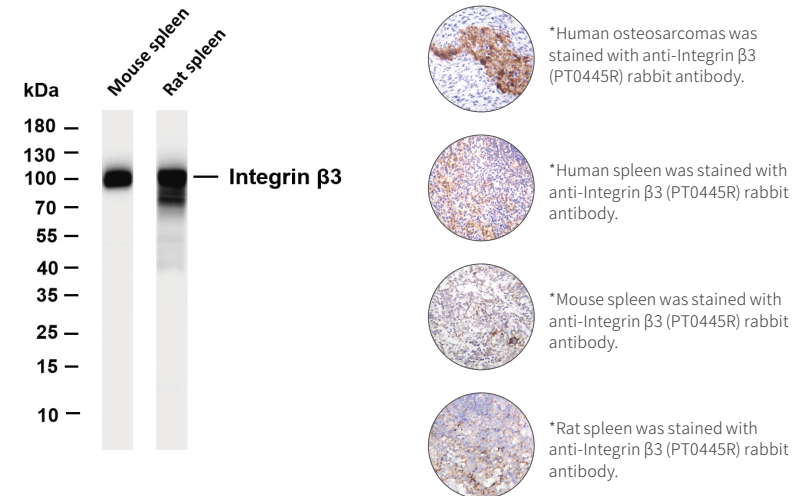 Mouse spleen
Rat spleen
kDa
180
130
100
70
55
40
35
25
15
10
Integrin β3
*Human osteosarcomas was
stained with anti-Integrin β3
(PT0445R) rabbit antibody.
*Human spleen was stained with
anti-Integrin β3 (PT0445R) rabbit
antibody.
*Mouse spleen was stained with
anti-Integrin β3 (PT0445R) rabbit
antibody.
*Rat spleen was stained with
anti-Integrin β3 (PT0445R) rabbit
antibody.